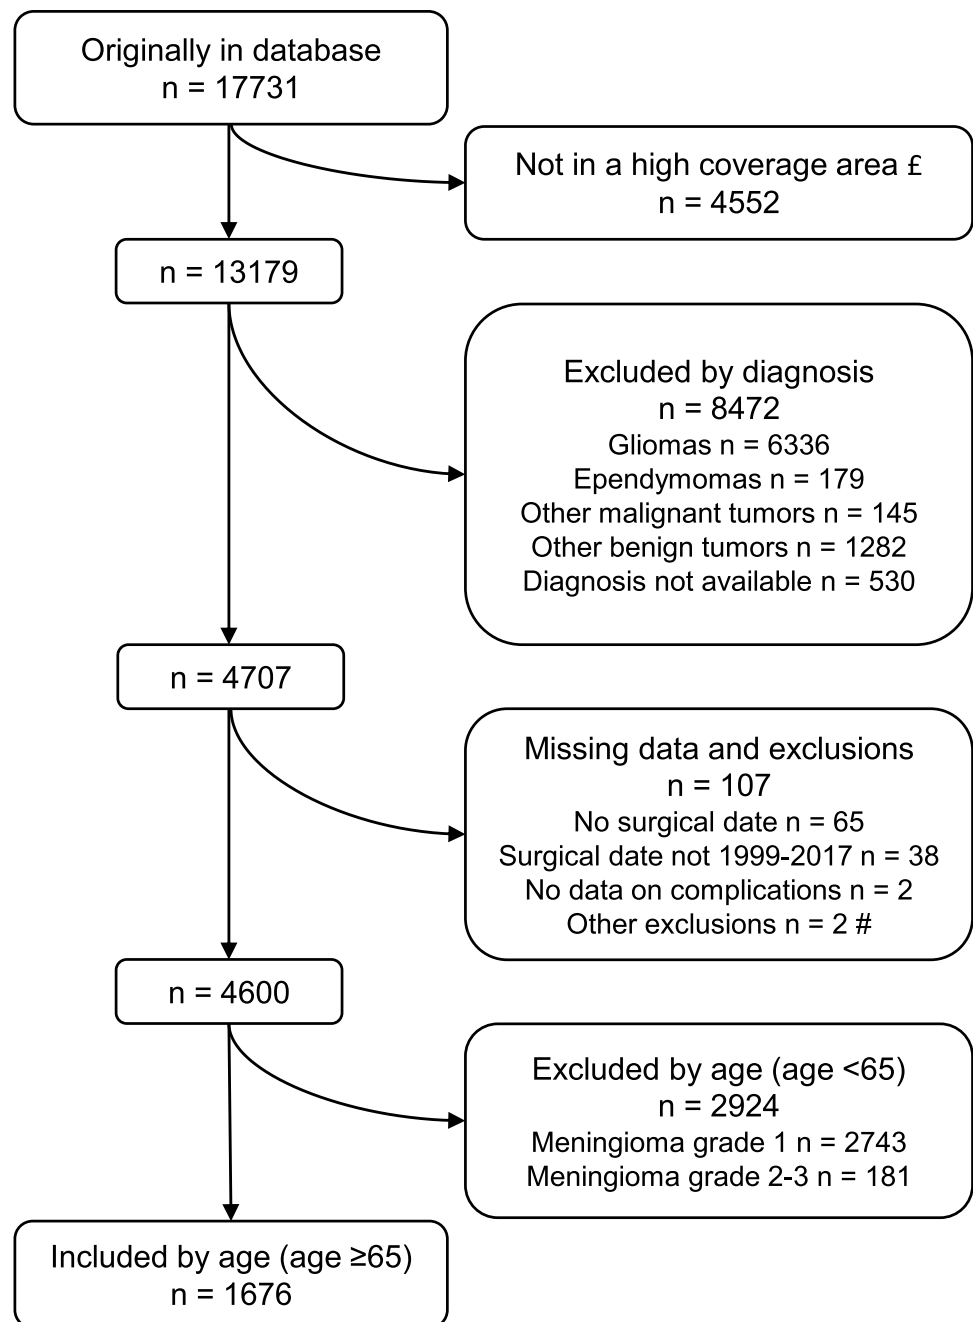 Originally in database
n = 17731
Not in a high coverage area £
n = 4552
n = 13179
Excluded by diagnosis
n = 8472
Gliomas n = 6336
Ependymomas n = 179
Other malignant tumors n = 145
Other benign tumors n = 1282
Diagnosis not available n = 530
n = 4707
Missing data and exclusions
n = 107
No surgical date n = 65
Surgical date not 1999-2017 n = 38
No data on complications n = 2
Other exclusions n = 2 #
n = 4600
Excluded by age (age <65)
n = 2924
Meningioma grade 1 n = 2743
Meningioma grade 2-3 n = 181
Included by age (age ≥65)
n = 1676